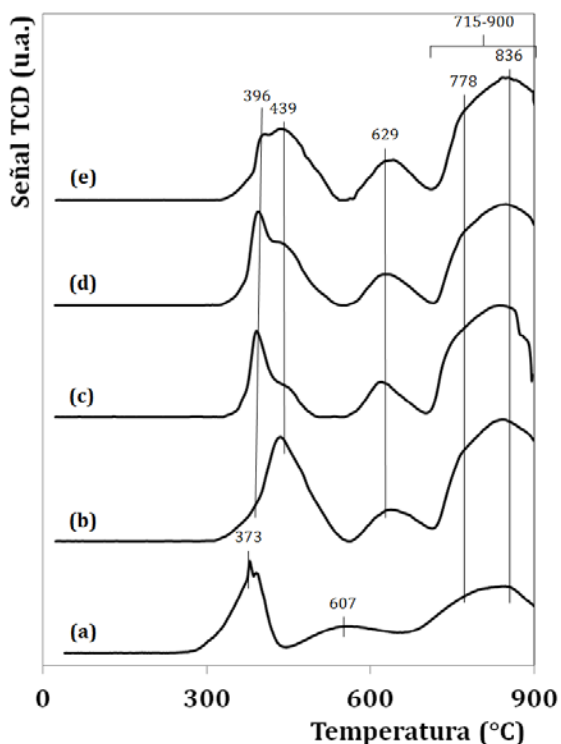 715-900
836
778
396
439
629
(e)
(d)
(c)
(b)
373
607
(a)
Señal TCD (u.a.)
0 300 600 900
Temperatura (°C)